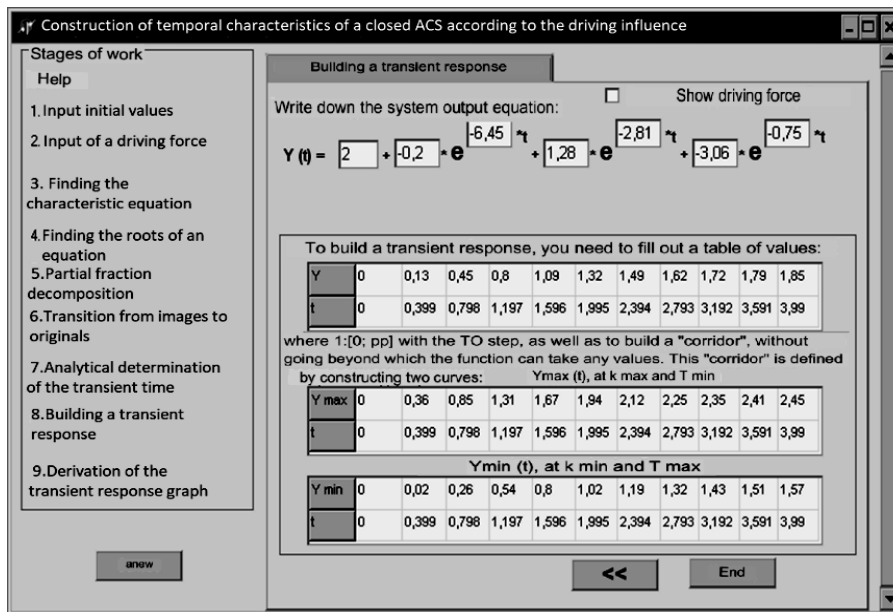 Construction of temporal characteristics of a closed ACS according to the driving influence
Stages of work
Help
1. Input initial values
2. Input of a driving force
3. Finding the
characteristic equation
4.Finding the roots of an
equation
5.Partial fraction
decomposition
6.Transition from images to
originals
7.Analytical determination
of the transient time
8.Building a transient
response
9.Derivation of the
transient response graph
anew
Building a transient response
Show driving force
Write down the system output equation:
Y (t) = 2 + -0,2 * e -6,45 *t + 1,28 * e -2,81 *t + -3,06 * e -0,75 *t
To build a transient response, you need to fill out a table of values:
Y 0 0,13 0,45 0,8 1,09 1,32 1,49 1,62 1,72 1,79 1,85
t 0 0,399 0,798 1,197 1,596 1,995 2,394 2,793 3,192 3,591 3,99
where 1:[0; pp] with the TO step, as well as to build a "corridor", without
going beyond which the function can take any values. This "corridor" is defined
by constructing two curves: Ymax (t), at k max and T min
Y max 0 0,36 0,85 1,31 1,67 1,94 2,12 2,25 2,35 2,41 2,45
t 0 0,399 0,798 1,197 1,596 1,995 2,394 2,793 3,192 3,591 3,99
Ymin (t), at k min and T max
Y min 0 0,02 0,26 0,54 0,8 1,02 1,19 1,32 1,43 1,51 1,57
t 0 0,399 0,798 1,197 1,596 1,995 2,394 2,793 3,192 3,591 3,99
<< End